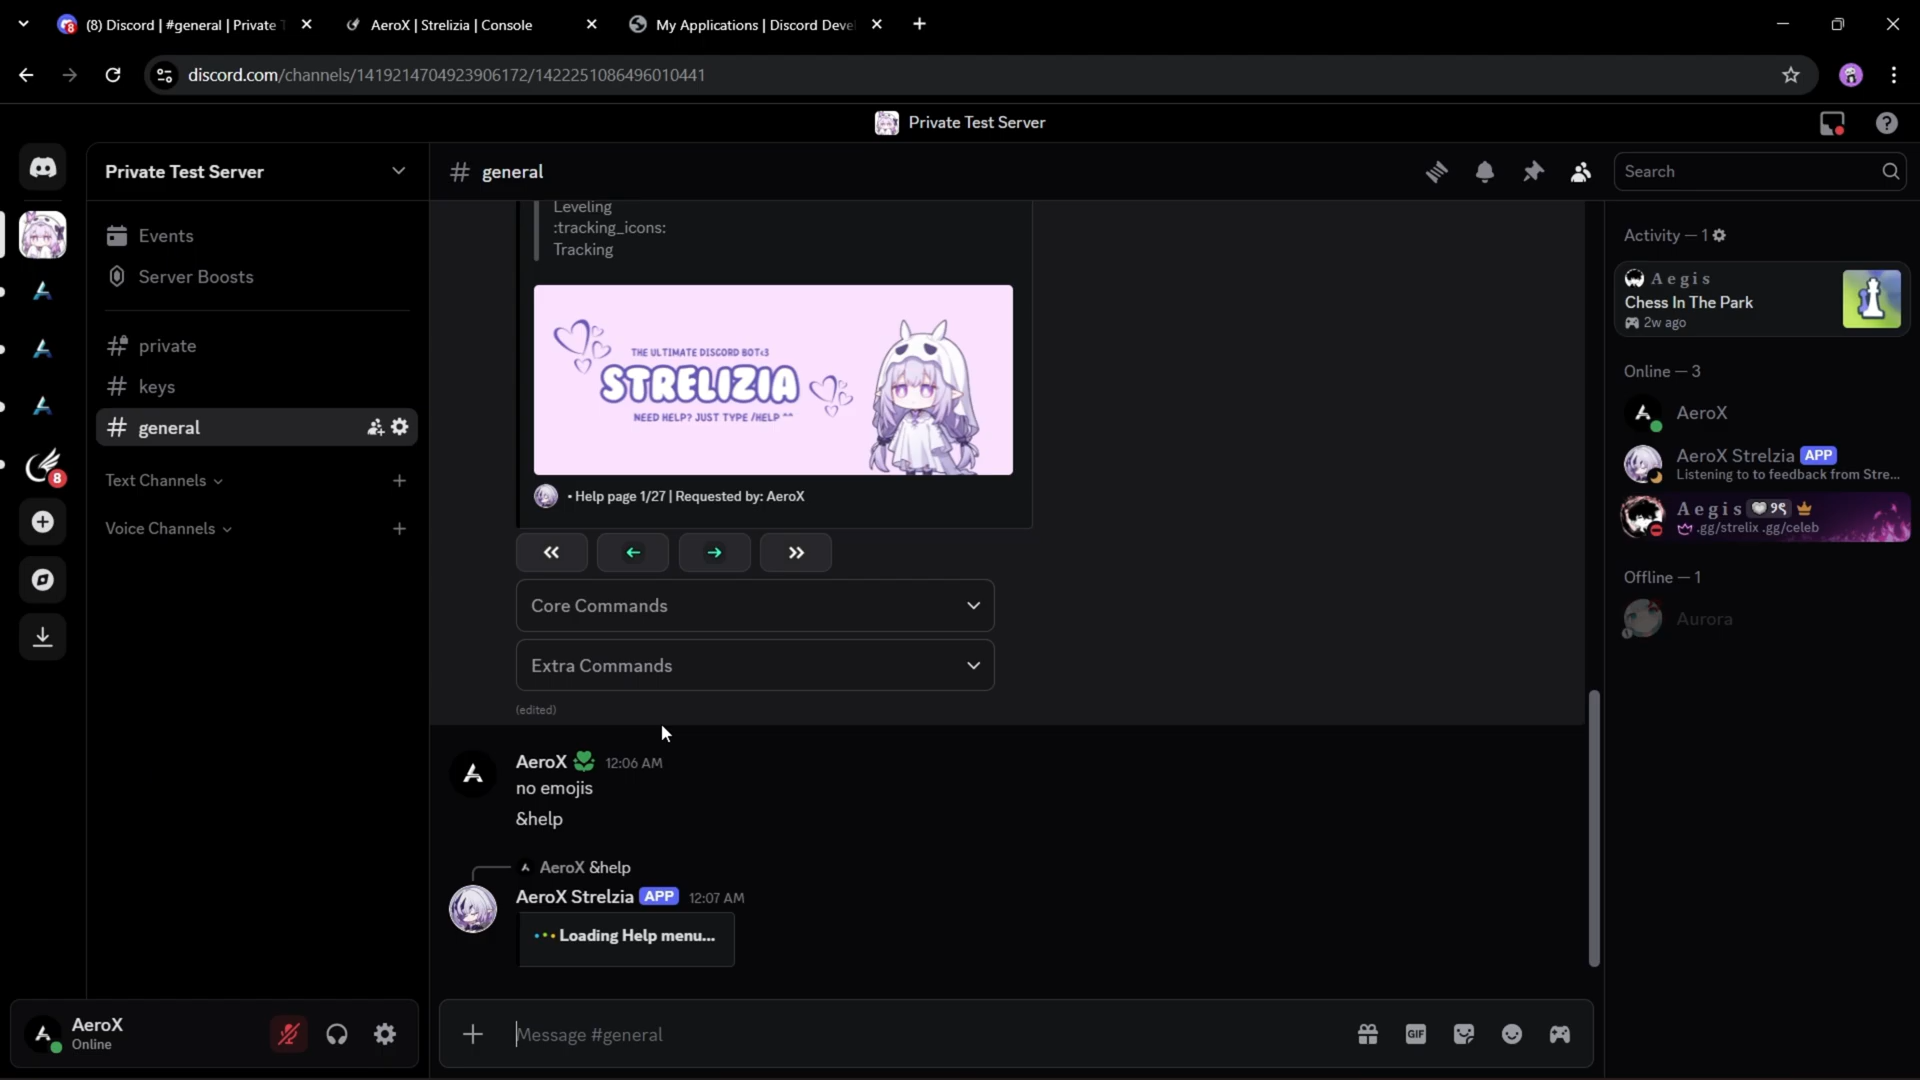 (8) Discord | #general | Private T
AeroX | Strelizia | Console
My Applications | Discord Deve
discord.com/channels/1419214704923906172/1422251086496010441
Private Test Server
Private Test Server
Events
Server Boosts
private
keys
general
Text Channels
Voice Channels
8
AeroX
Online
general
Search
Leveling
:tracking_icons:
Tracking
THE ULTIMATE DISCORD BOT<3
STRELIZIA
NEED HELP? JUST TYPE /HELP ^^
• Help page 1/27 | Requested by: AeroX
Core Commands
Extra Commands
(edited)
AeroX 12:06 AM
no emojis
&help
AeroX &help
AeroX Strelzia APP 12:07 AM
Loading Help menu...
Message #general
GIF
Activity — 1
A e g i s
Chess In The Park
2w ago
Online — 3
AeroX
AeroX Strelzia APP
Listening to to feedback from Stre...
A e g i s
.gg/strelix .gg/celeb
Offline — 1
Aurora